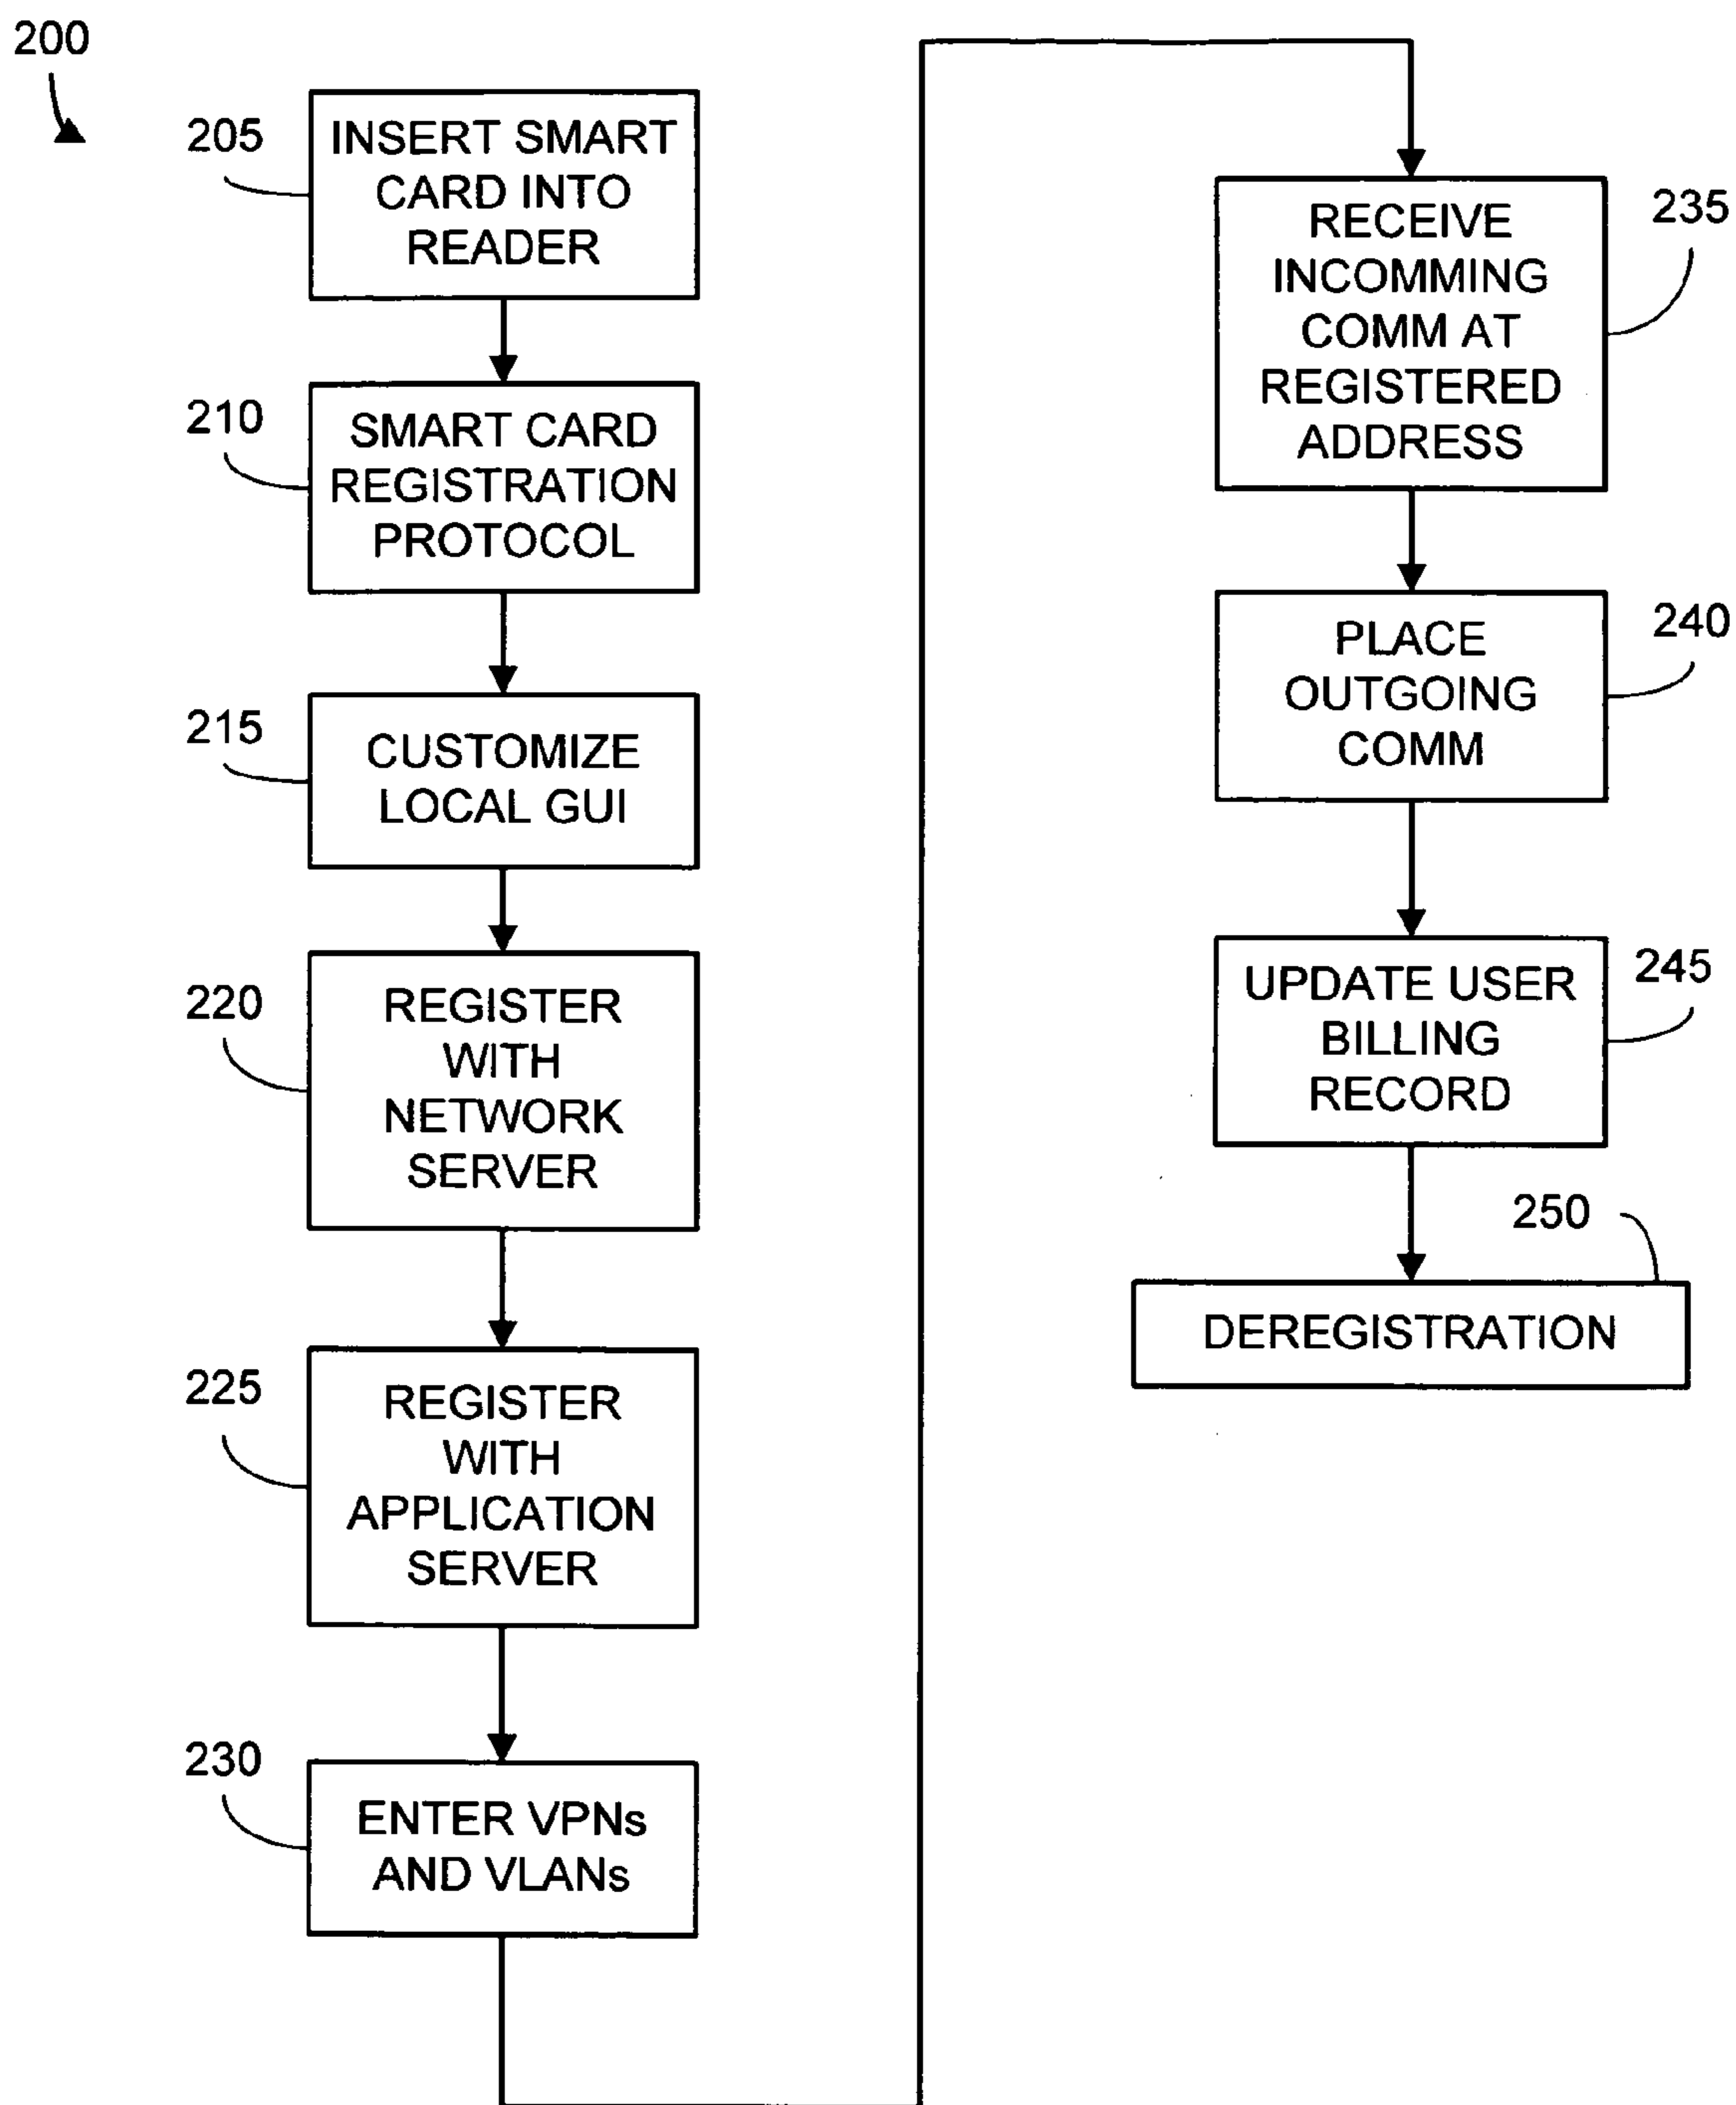 200
205
INSERT SMART
CARD INTO
READER
210
SMART CARD
REGISTRATION
PROTOCOL
215
CUSTOMIZE
LOCAL GUI
220
REGISTER
WITH
NETWORK
SERVER
225
REGISTER
WITH
APPLICATION
SERVER
230
ENTER VPNs
AND VLANs
235
RECEIVE
INCOMMING
COMM AT
REGISTERED
ADDRESS
240
PLACE
OUTGOING
COMM
245
UPDATE USER
BILLING
RECORD
250
DEREGISTRATION